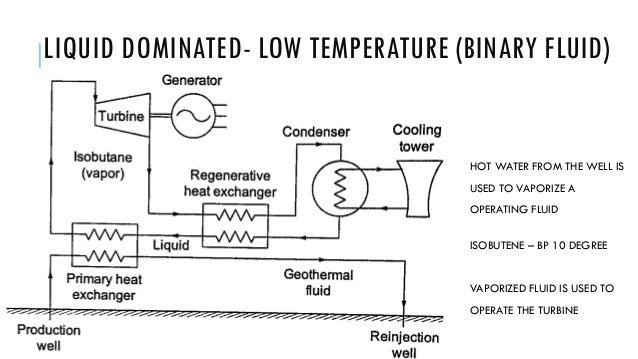 LIQUID DOMINATED- LOW TEMPERATURE (BINARY FLUID)
Generator
Turbine
Condenser
Cooling
tower
Isobutane
(vapor)
Regenerative
heat exchanger
HOT WATER FROM THE WELL IS
USED TO VAPORIZE A
OPERATING FLUID
Liquid
ISOBUTENE – BP 10 DEGREE
Primary heat
exchanger
Geothermal
fluid
VAPORIZED FLUID IS USED TO
OPERATE THE TURBINE
Production
well
Reinjection
well